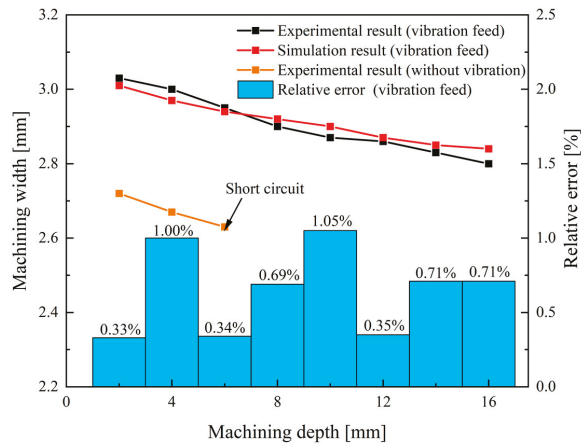 Experimental result (vibration feed)
Simulation result (vibration feed)
Experimental result (without vibration)
Relative error (vibration feed)
Machining width [mm]
3.2
3.0
2.8
2.6
2.4
2.2
Relative error [%]
2.5
2.0
1.5
1.0
0.5
0.0
Short circuit
0.33%
1.00%
0.34%
0.69%
1.05%
0.35%
0.71%
0.71%
0 4 8 12 16
Machining depth [mm]